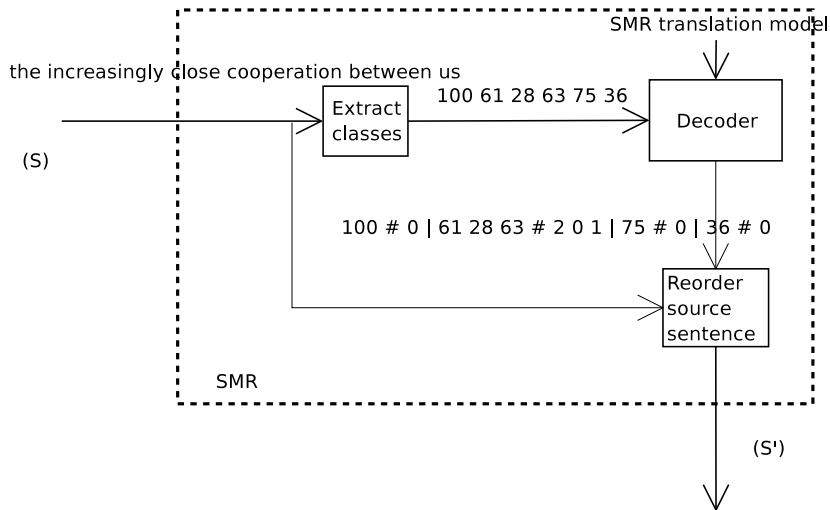 SMR translation model
the increasingly close cooperation between us
100 61 28 63 75 36
Extract
classes
Decoder
(S)
100 # 0 | 61 28 63 # 2 0 1 | 75 # 0 | 36 # 0
Reorder
source
sentence
SMR
(S')